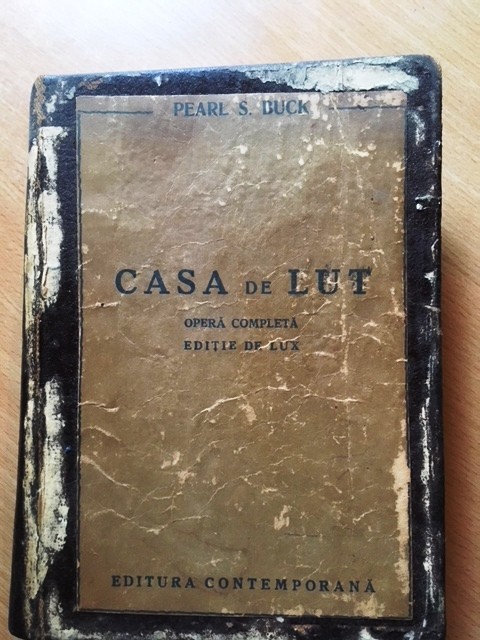 PEARL S. BUCK
CASA DE LUT
OPERĂ COMPLETĂ
EDIȚIE DE LUX
EDITURA CONTEMPORANĂ